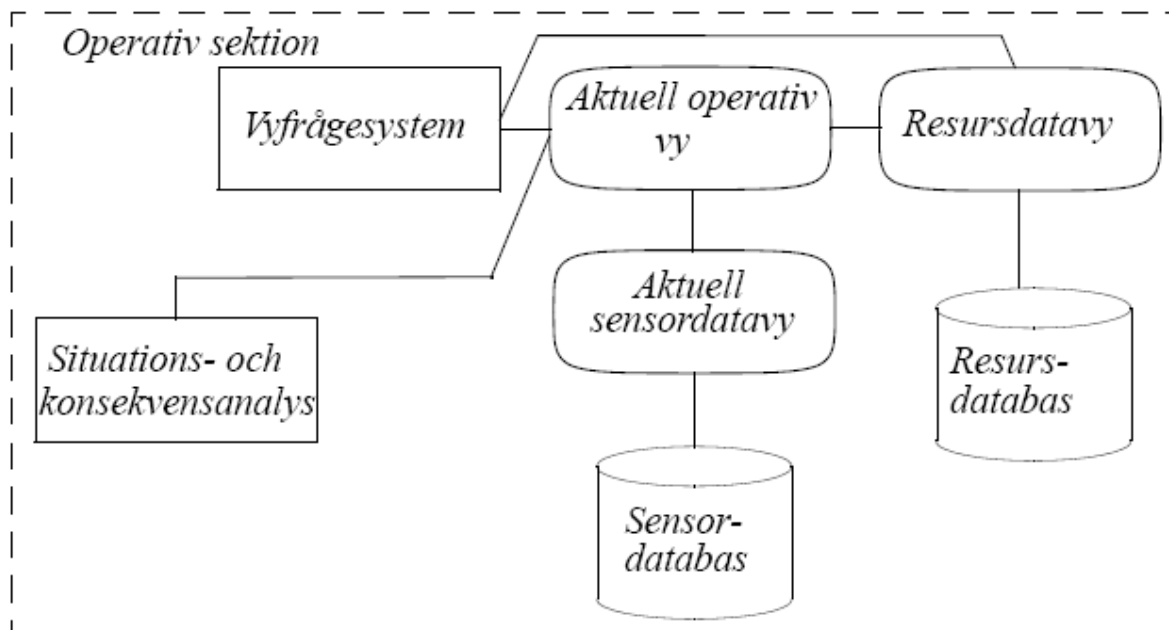 Operativ sektion
Vyfrågesystem
Aktuell operativ
vy
Resursdatavy
Aktuell
sensordatavy
Situations- och
konsekvensanalys
Resurs-
databas
Sensor-
databas